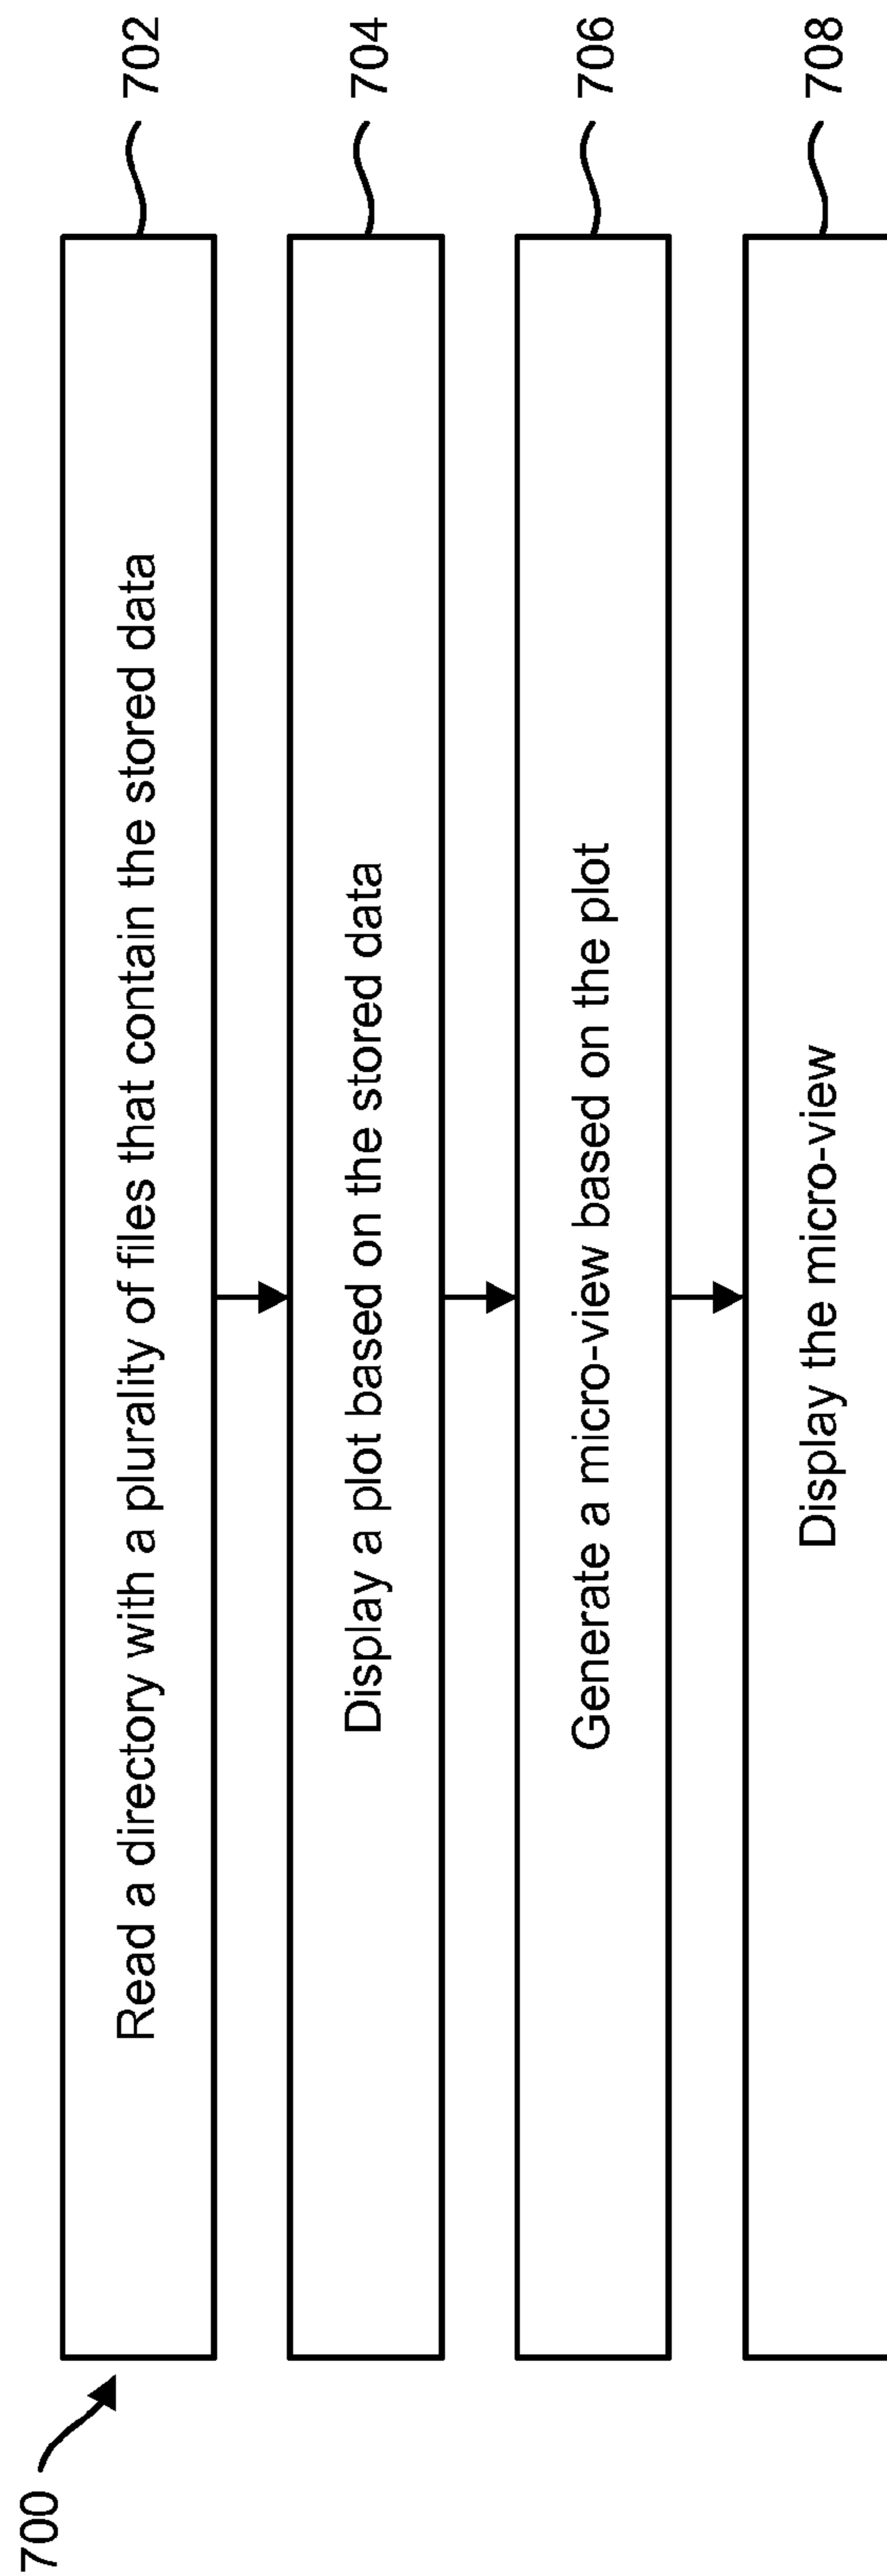 700
Read a directory with a plurality of files that contain the stored data
702
Display a plot based on the stored data
704
Generate a micro-view based on the plot
706
Display the micro-view
708